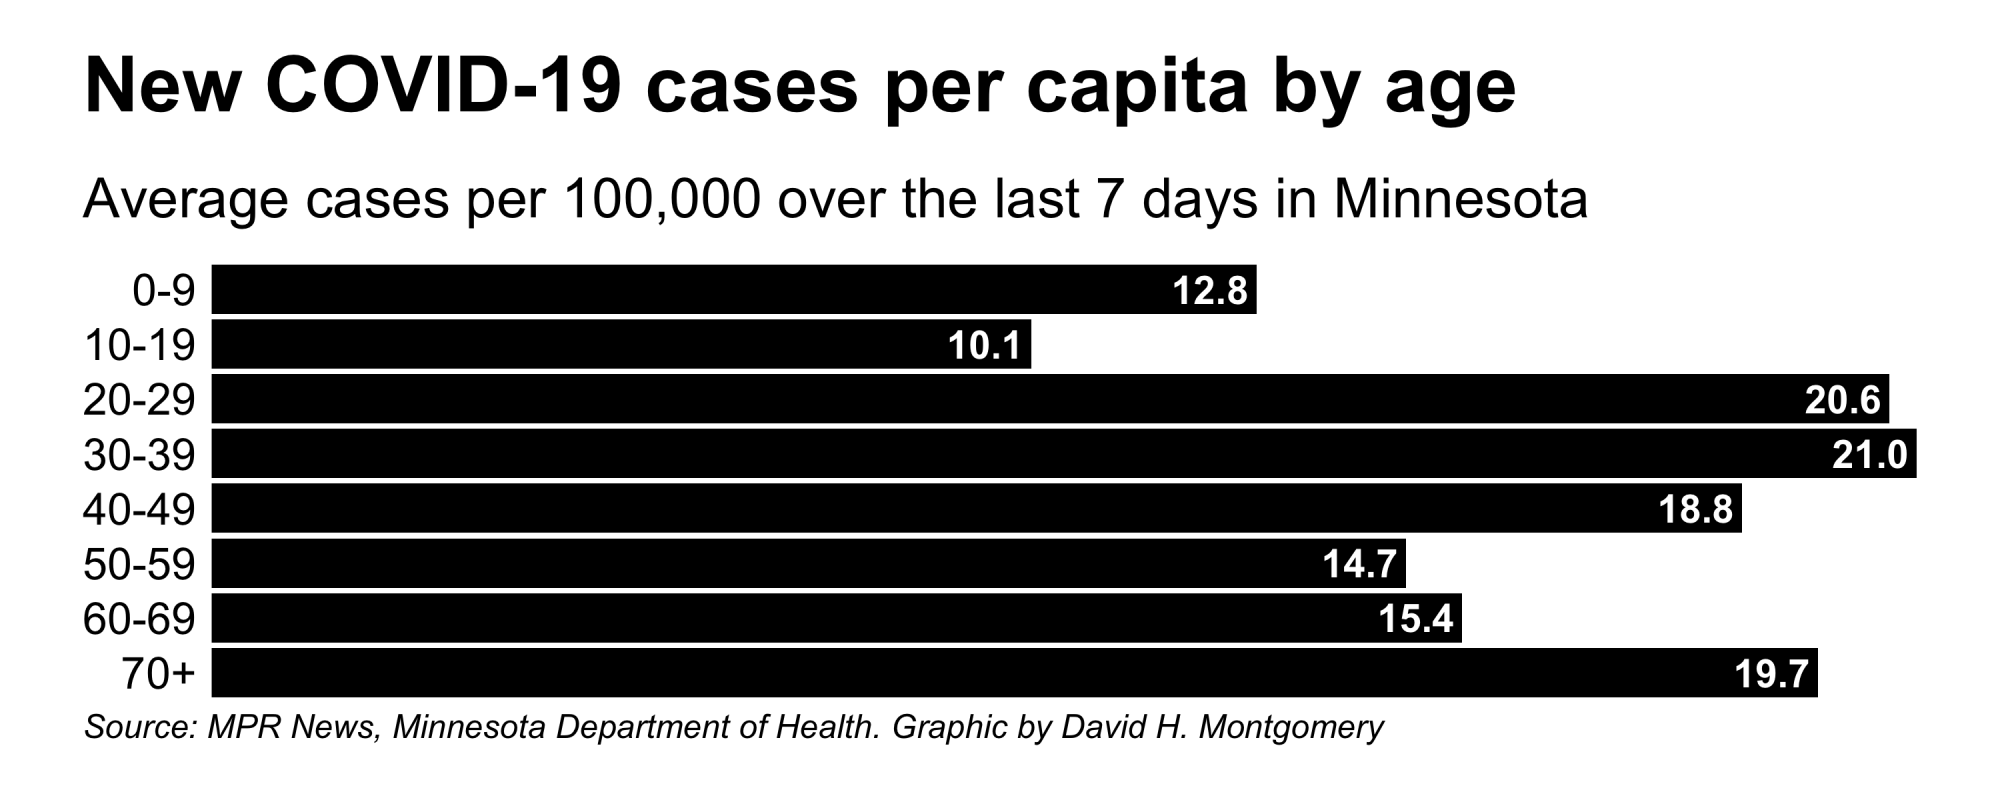 New COVID-19 cases per capita by age
Average cases per 100,000 over the last 7 days in Minnesota
0-9 12.8
10-19 10.1
20-29 20.6
30-39 21.0
40-49 18.8
50-59 14.7
60-69 15.4
70+ 19.7
Source: MPR News, Minnesota Department of Health. Graphic by David H. Montgomery